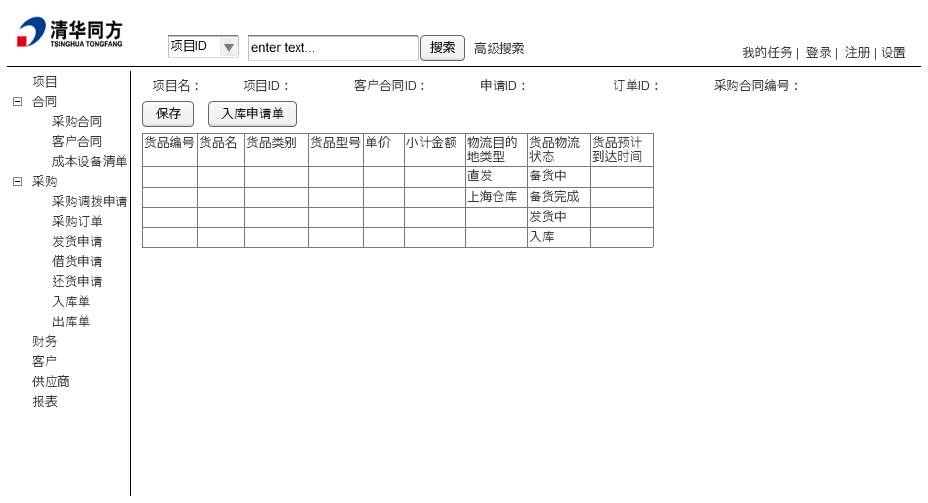 清华同方
TSINGHUA TONGFANG
项目ID
enter text...
搜索
高级搜索
我的任务 | 登录 | 注册 | 设置
项目
合同
采购合同
客户合同
成本设备清单
采购
采购调拨申请
采购订单
发货申请
借货申请
还货申请
入库单
出库单
财务
客户
供应商
报表
项目名： 项目ID： 客户合同ID： 申请ID： 订单ID： 采购合同编号：
保存 入库申请单
货品编号 货品名 货品类别 货品型号 单价 小计金额 物流目的地类型 货品物流状态 货品预计到达时间
直发 备货中
上海仓库 备货完成
发货中
入库